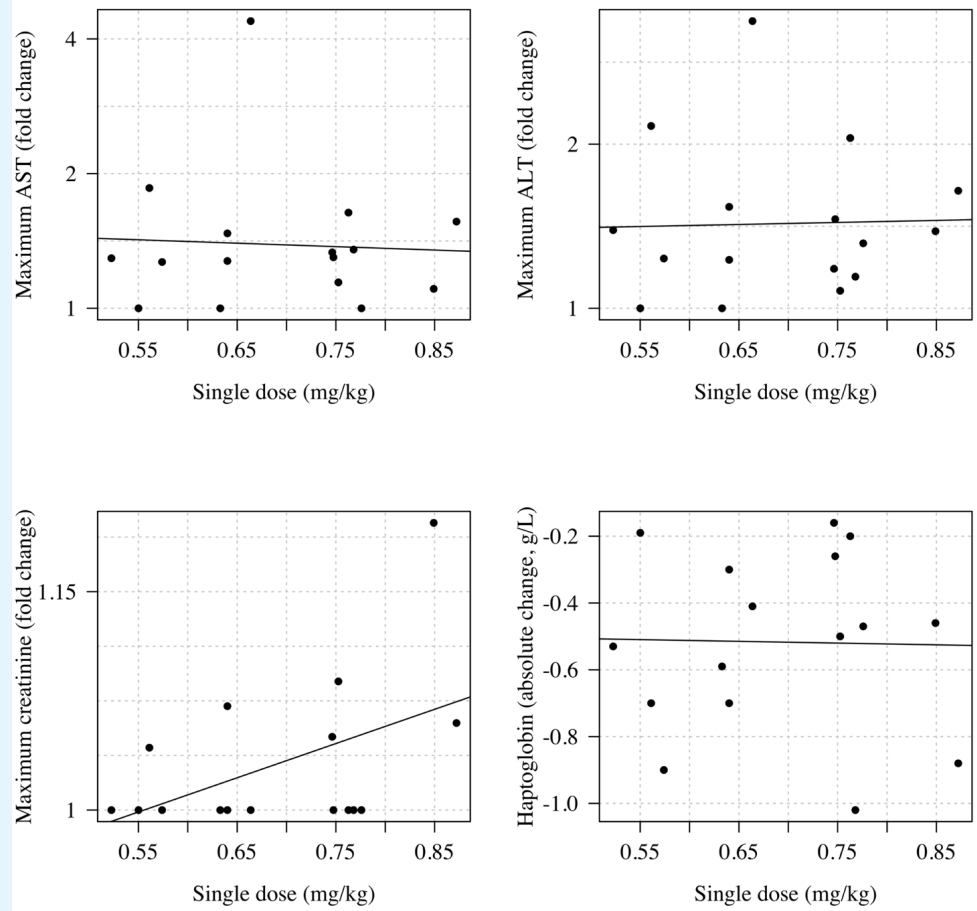 Maximum AST (fold change)
4
2
1
0.55 0.65 0.75 0.85
Single dose (mg/kg)
Maximum ALT (fold change)
2
1
0.55 0.65 0.75 0.85
Single dose (mg/kg)
Maximum creatinine (fold change)
1.15
1
0.55 0.65 0.75 0.85
Single dose (mg/kg)
Haptoglobin (absolute change, g/L)
-0.2
-0.4
-0.6
-0.8
-1.0
0.55 0.65 0.75 0.85
Single dose (mg/kg)